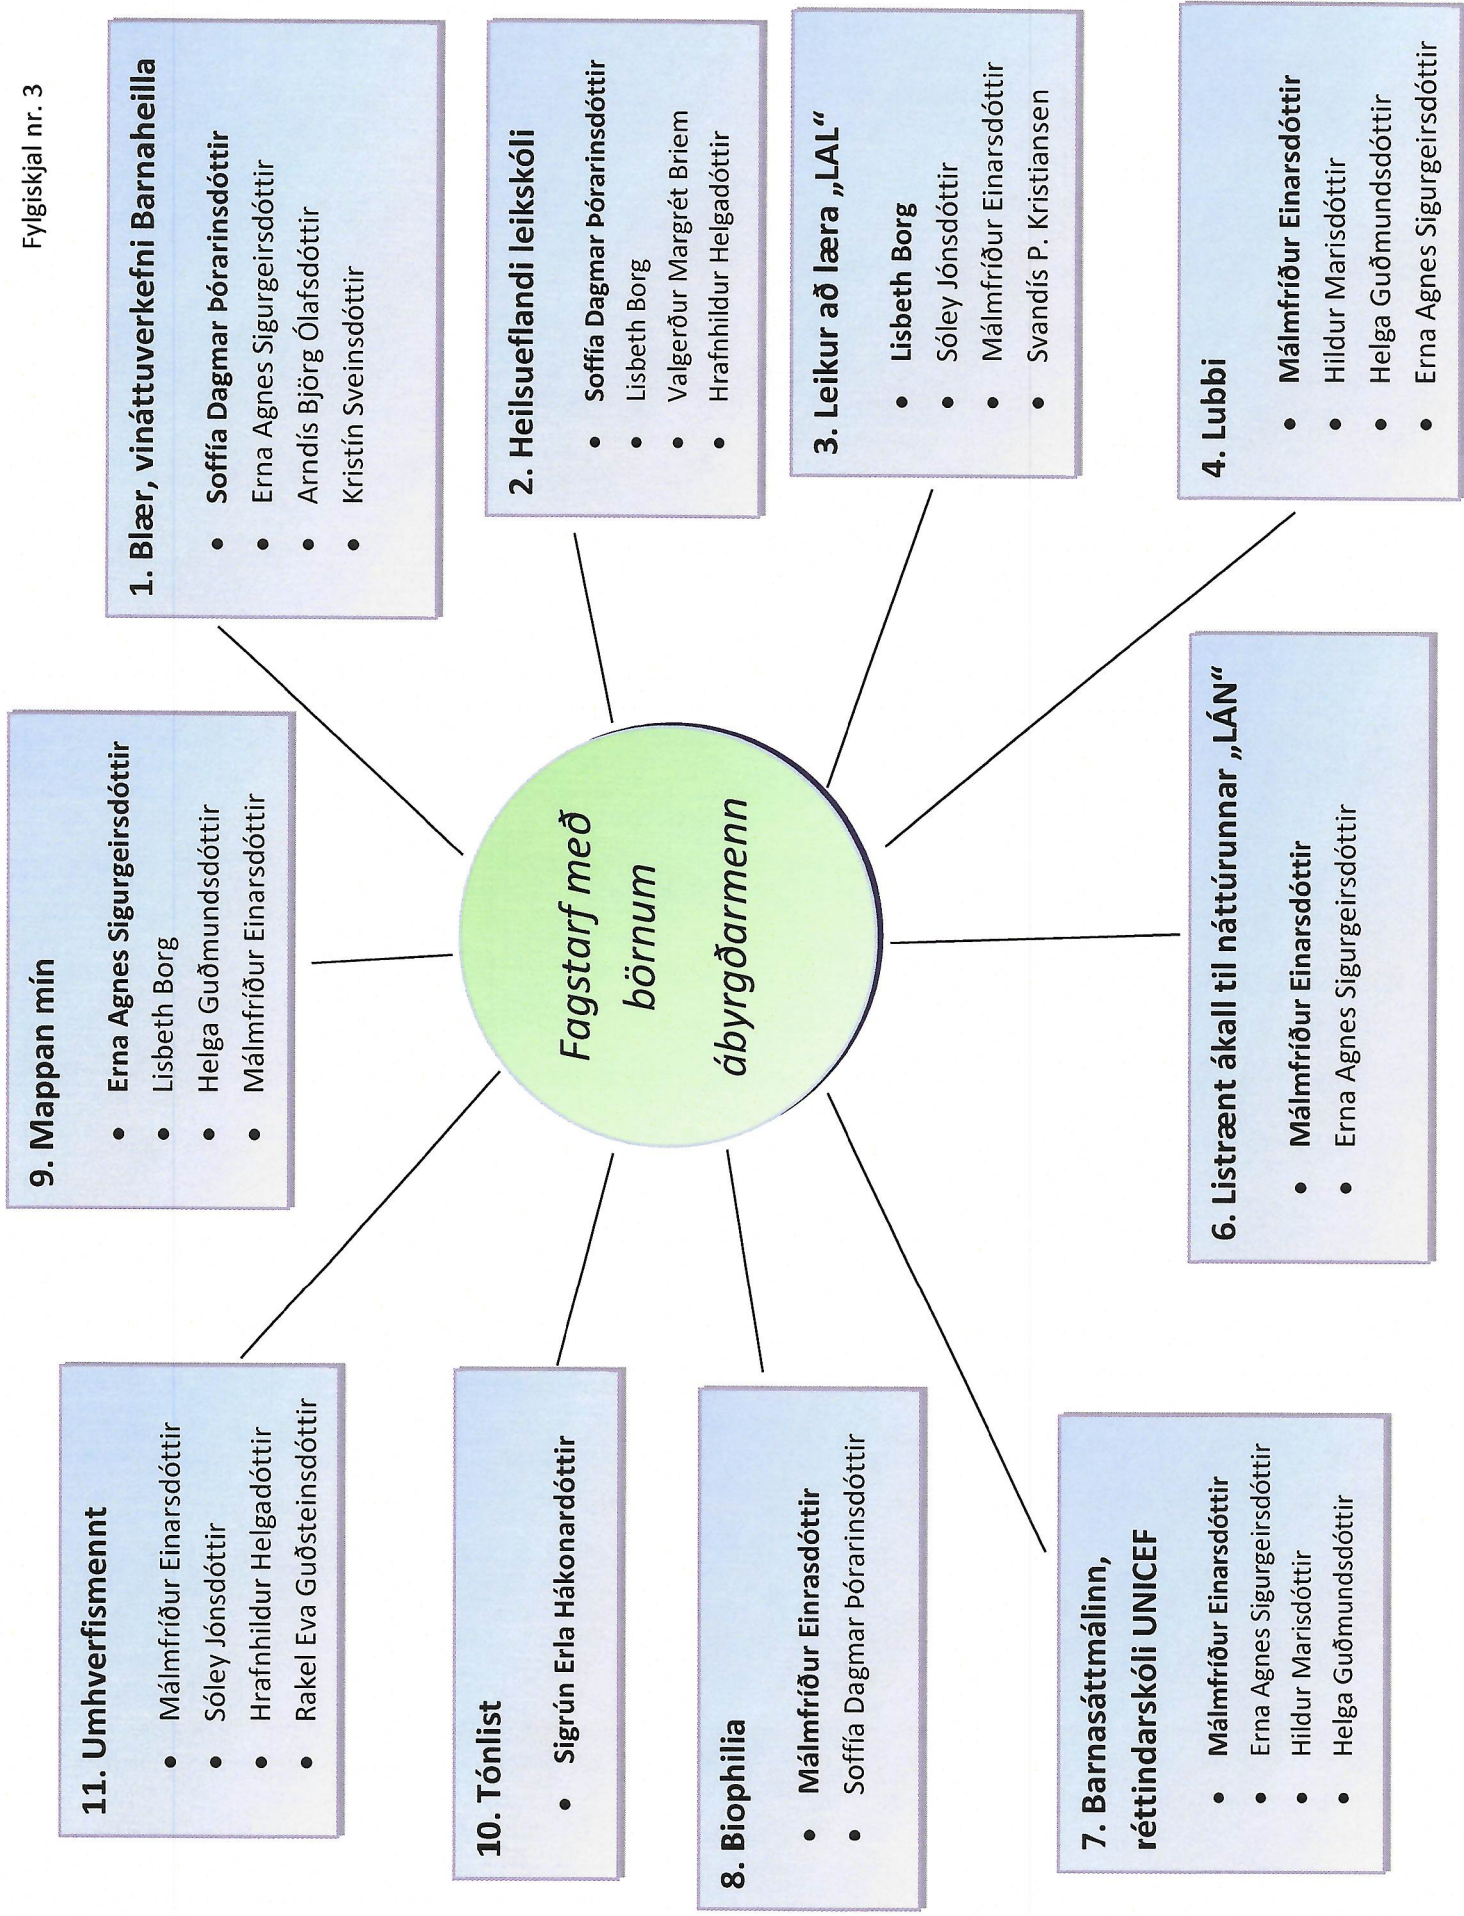 Fylgiskjal nr. 3
1. Blær, vináttuverkefni Barnaheilla
• Soffía Dagmar Þórarinsdóttir
• Erna Agnes Sigurgeirsdóttir
• Arndís Björg Ólafsdóttir
• Kristín Sveinsdóttir
2. Heilsueflandi leikskóli
• Soffía Dagmar Þórarinsdóttir
• Lisbeth Borg
• Valgerður Margrét Briem
• Hrafnhildur Helgadóttir
3. Leikur að læra „LAL“
• Lisbeth Borg
• Sóley Jónsdóttir
• Málmfríður Einarsdóttir
• Svandís P. Kristiansen
4. Lubbi
• Málmfríður Einarsdóttir
• Hildur Marisdóttir
• Helga Guðmundsdóttir
• Erna Agnes Sigurgeirsdóttir
6. Listrænt ákall til náttúrunnar „LÁN“
• Málmfríður Einarsdóttir
• Erna Agnes Sigurgeirsdóttir
7. Barnasáttmálinn,
réttindarskóli UNICEF
• Málmfríður Einarsdóttir
• Erna Agnes Sigurgeirsdóttir
• Hildur Marisdóttir
• Helga Guðmundsdóttir
8. Biophilia
• Málmfríður Einrasdóttir
• Soffía Dagmar Þórarinsdóttir
9. Mappan mín
• Erna Agnes Sigurgeirsdóttir
• Lisbeth Borg
• Helga Guðmundsdóttir
• Málmfríður Einarsdóttir
10. Tónlist
• Sigrún Erla Hákonardóttir
11. Umhverfismennt
• Málmfríður Einarsdóttir
• Sóley Jónsdóttir
• Hrafnhildur Helgadóttir
• Rakel Eva Guðsteinsdóttir
Fagstarf með
börnum
ábyrgðarmenn